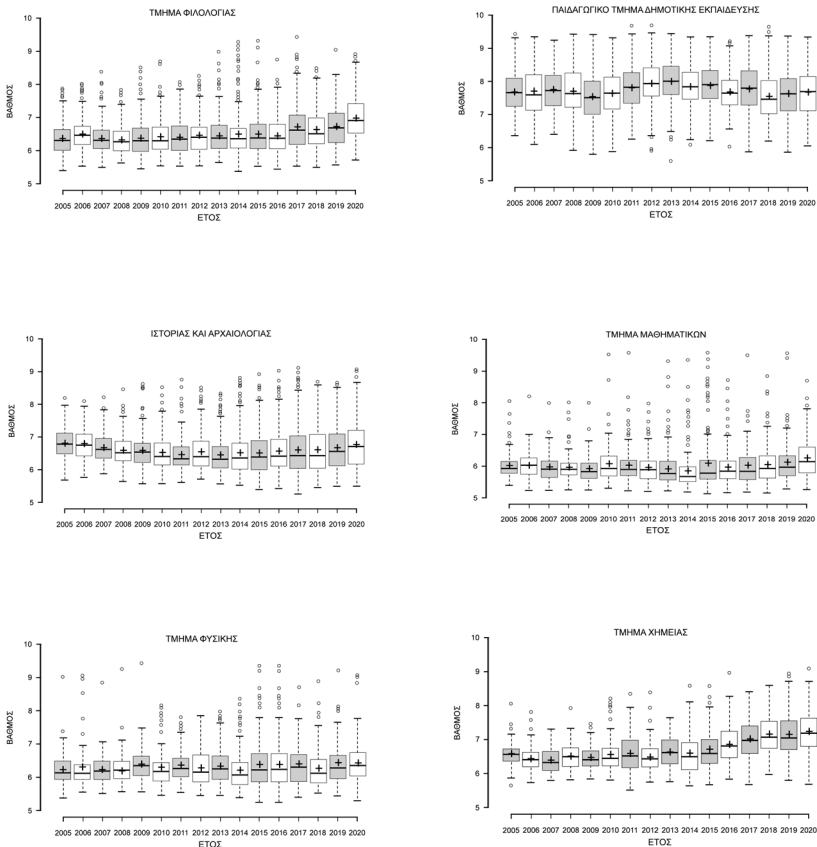 ΤΜΗΜΑ ΦΙΛΟΛΟΓΙΑΣ
10
9
8
7
6
5
ΒΑΘΜΟΣ
2005 2006 2007 2008 2009 2010 2011 2012 2013 2014 2015 2016 2017 2018 2019 2020
ΕΤΟΣ
ΠΑΙΔΑΓΩΓΙΚΟ ΤΜΗΜΑ ΔΗΜΟΤΙΚΗΣ ΕΚΠΑΙΔΕΥΣΗΣ
10
9
8
7
6
5
ΒΑΘΜΟΣ
2005 2006 2007 2008 2009 2010 2011 2012 2013 2014 2015 2016 2017 2018 2019 2020
ΕΤΟΣ
ΙΣΤΟΡΙΑΣ ΚΑΙ ΑΡΧΑΙΟΛΟΓΙΑΣ
10
9
8
7
6
5
ΒΑΘΜΟΣ
2005 2006 2007 2008 2009 2010 2011 2012 2013 2014 2015 2016 2017 2018 2019 2020
ΕΤΟΣ
ΤΜΗΜΑ ΜΑΘΗΜΑΤΙΚΩΝ
10
9
8
7
6
5
ΒΑΘΜΟΣ
2005 2006 2007 2008 2009 2010 2011 2012 2013 2014 2015 2016 2017 2018 2019 2020
ΕΤΟΣ
ΤΜΗΜΑ ΦΥΣΙΚΗΣ
10
9
8
7
6
5
ΒΑΘΜΟΣ
2005 2006 2007 2008 2009 2010 2011 2012 2013 2014 2015 2016 2017 2018 2019 2020
ΕΤΟΣ
ΤΜΗΜΑ ΧΗΜΕΙΑΣ
10
9
8
7
6
5
ΒΑΘΜΟΣ
2005 2006 2007 2008 2009 2010 2011 2012 2013 2014 2015 2016 2017 2018 2019 2020
ΕΤΟΣ